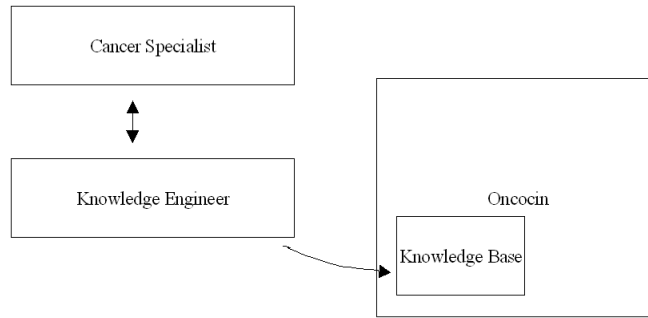 Cancer Specialist
Knowledge Engineer
Oncocin
Knowledge Base